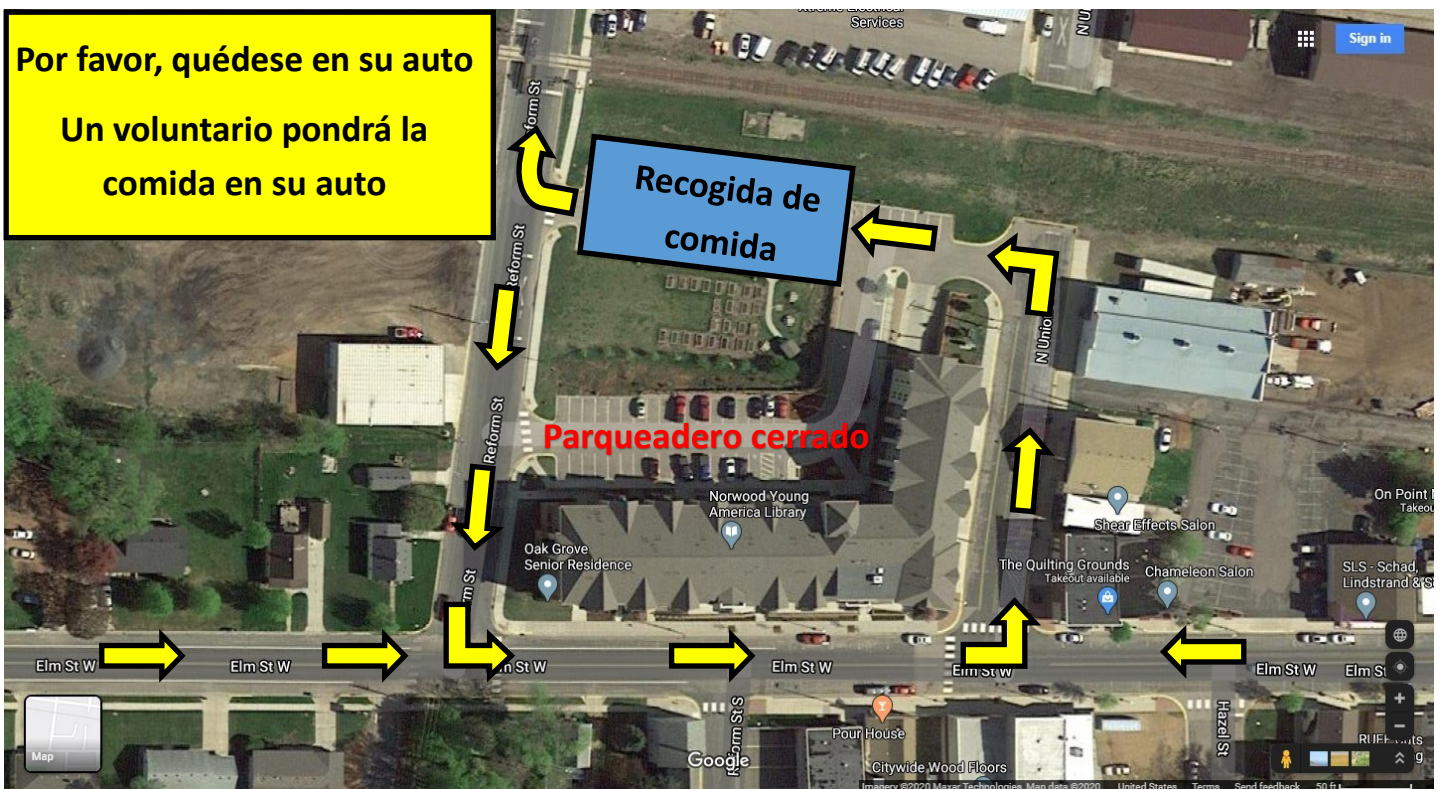 Services
Sign in
Por favor, quédese en su auto
Un voluntario pondrá la
comida en su auto
Recogida de
comida
Reform St
Reform St
N Union
Parqueadero cerrado
Norwood Young
America Library
Oak Grove
Senior Residence
Shear Effects Salon
On Point
Takeou
The Quilting Grounds
Takeout available
Chameleon Salon
SLS - Schad,
Lindstrand & S
Elm St W
Elm St W
Elm St W
Elm St W
Elm St W
Elm St
Reform St S
Hazel St
Pour House
Map
Google
Citywide Wood Floors
Imagery ©2020 Maxar Technologies, Map data ©2020 United States Terms Send feedback 50 ft